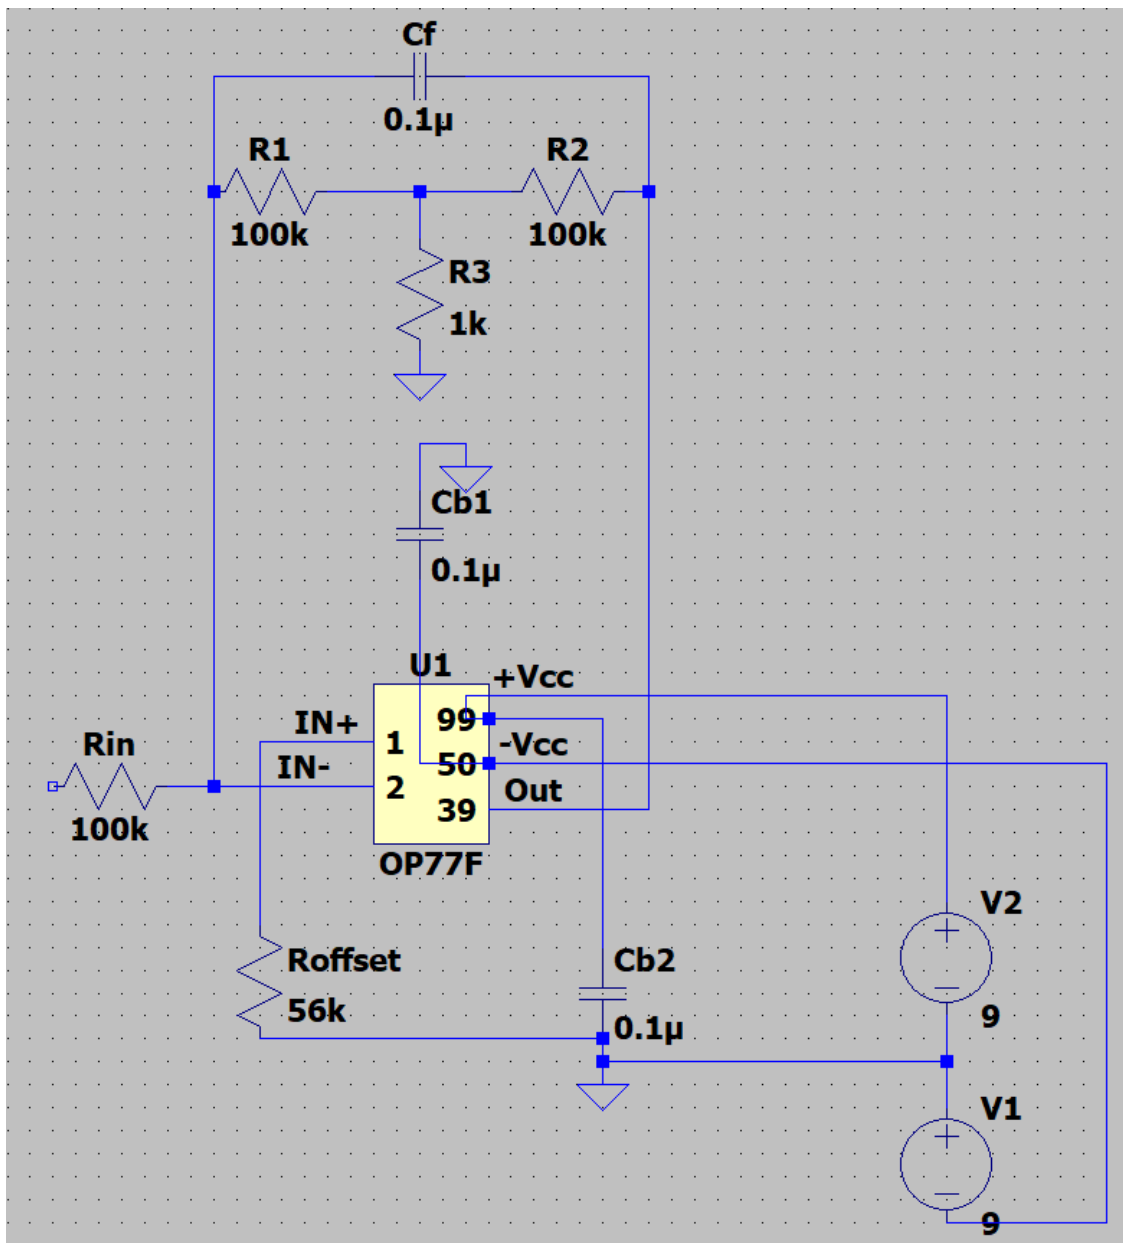 Cf
0.1µ
R1
R2
100k
100k
R3
1k
Cb1
0.1µ
U1
+Vcc
99
IN+
1
-Vcc
50
Rin
IN-
2
Out
39
100k
OP77F
V2
Roffset
Cb2
56k
0.1µ
9
V1
9